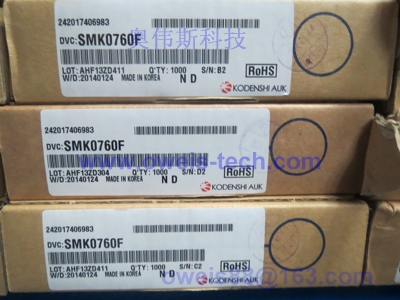 242017406983
奥伟斯科技
DVC: SMK0760F
LOT: AHF13ZD411 Q'TY: 1000 S/N: B2 RoHS
W/D:20140124 MADE IN KOREA N D KODENSHI AUK
242017406983
DVC: SMK0760F
www.oweis-tech.com
LOT: AHF13ZD304 Q'TY: 1000 S/N: D2 RoHS
W/D:20140124 MADE IN KOREA N D KODENSHI AUK
242017406983
DVC: SMK0760F
LOT: AHF13ZD411 Q'TY: 1000 S/N: C2 RoHS
W/D:20140124 MADE IN KOREA N D KODENSHI AUK